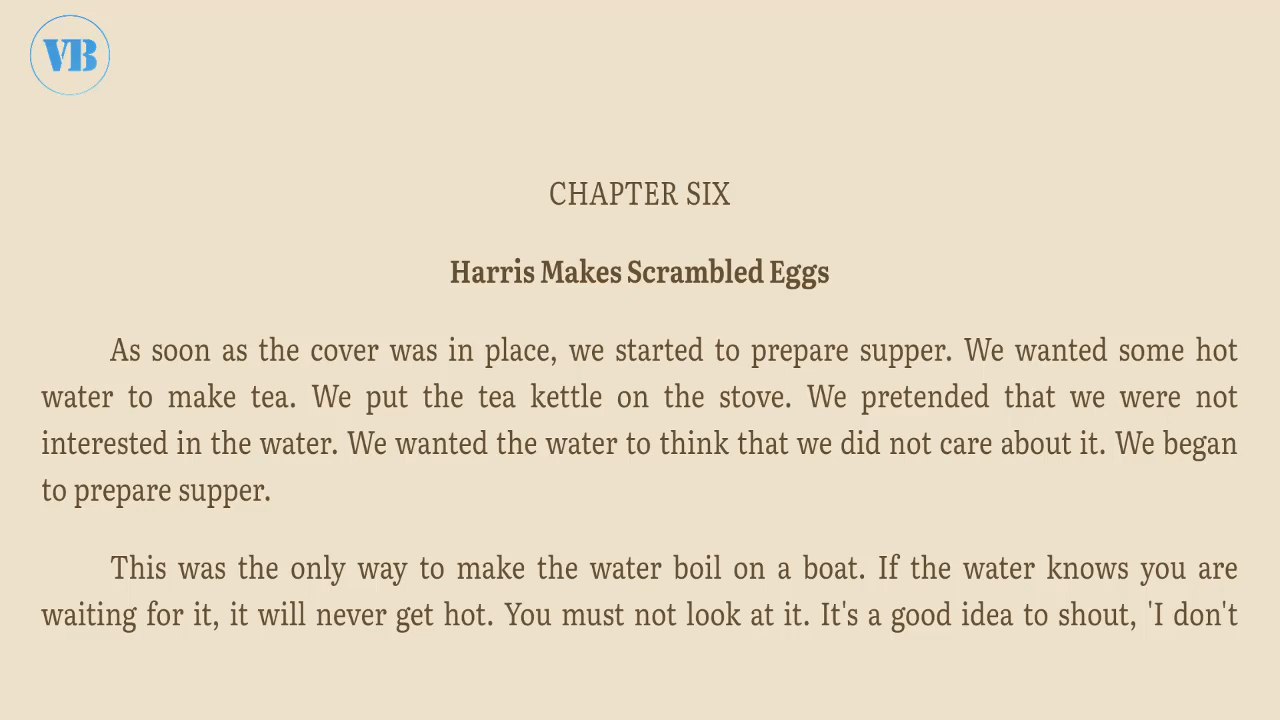 VB
CHAPTER SIX
Harris Makes Scrambled Eggs
As soon as the cover was in place, we started to prepare supper. We wanted some hot
water to make tea. We put the tea kettle on the stove. We pretended that we were not
interested in the water. We wanted the water to think that we did not care about it. We began
to prepare supper.
This was the only way to make the water boil on a boat. If the water knows you are
waiting for it, it will never get hot. You must not look at it. It's a good idea to shout, 'I don't